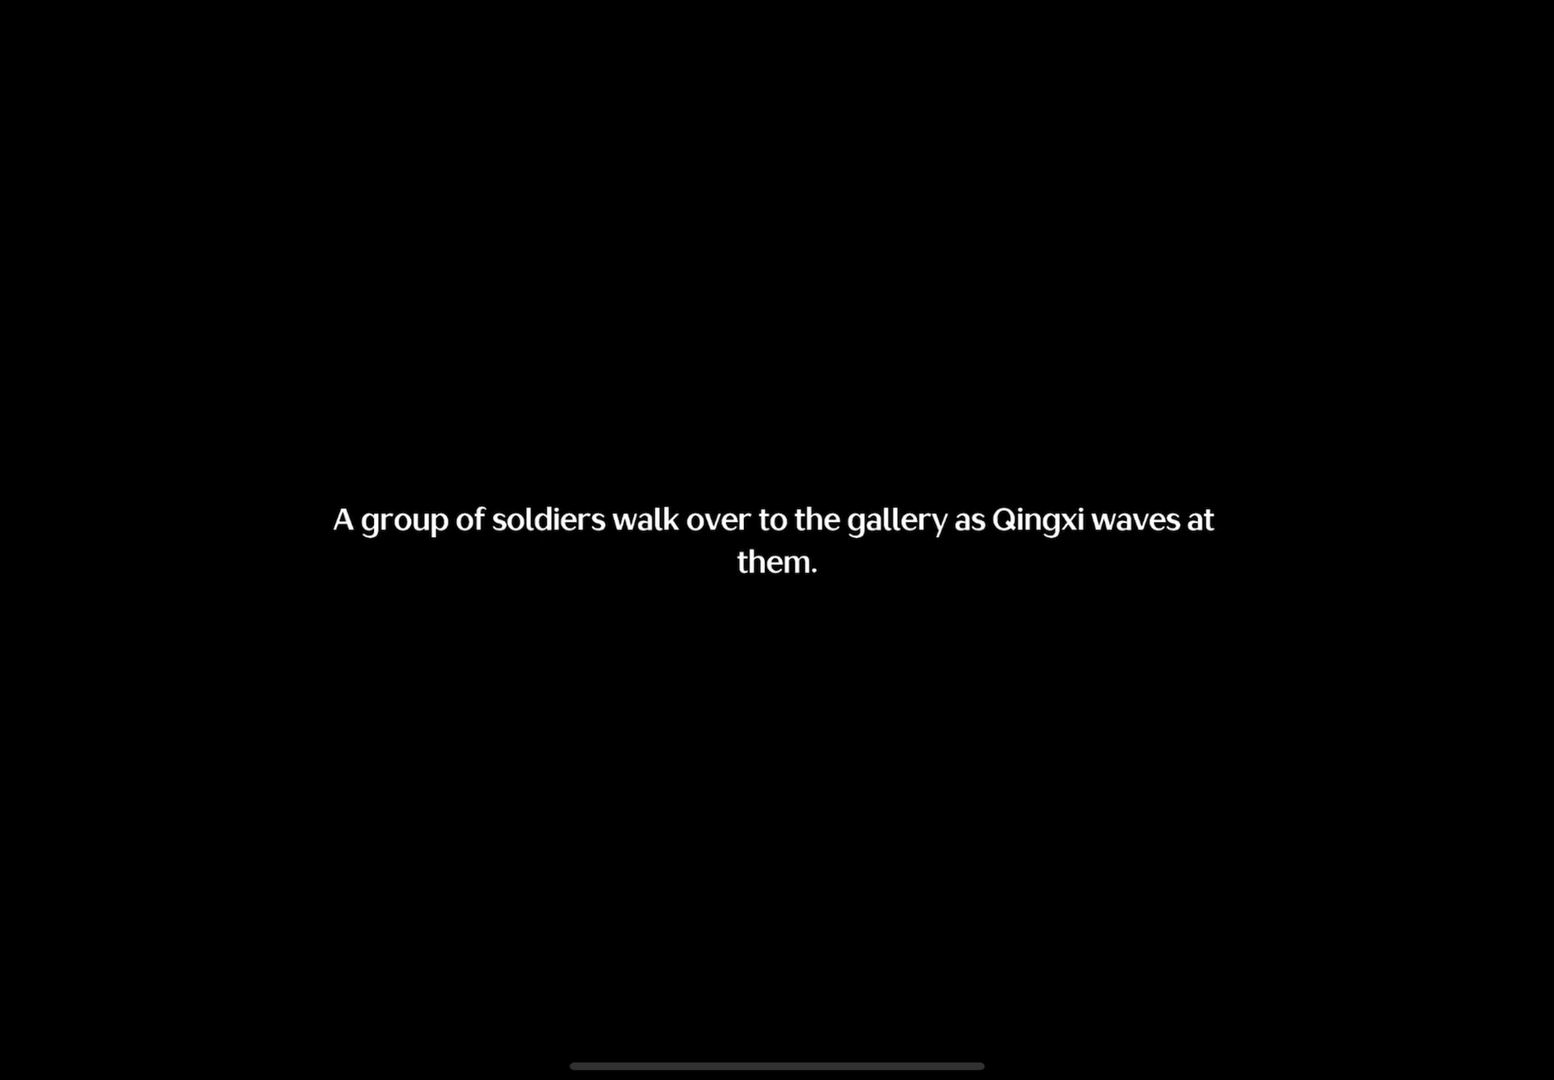 A group of soldiers walk over to the gallery as Qingxi waves at
them.